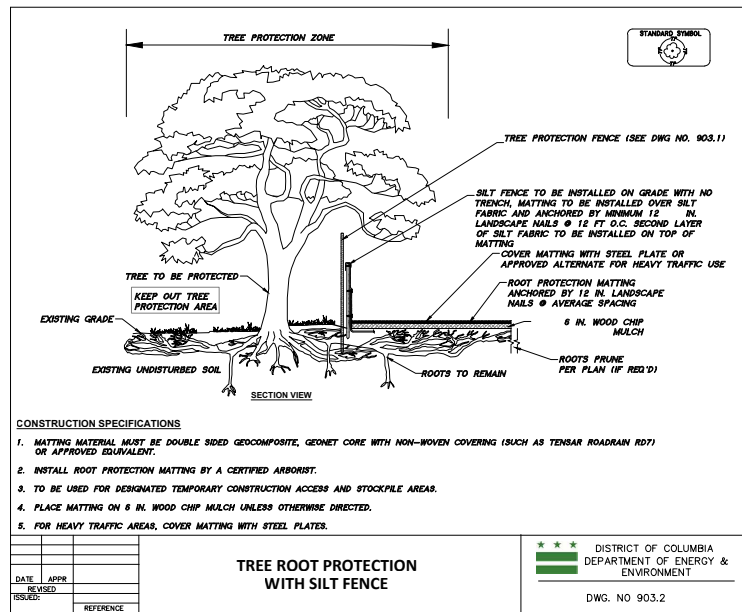 TREE PROTECTION ZONE
STANDARD SYMBOL
TREE PROTECTION FENCE (SEE DWG NO. 903.1)
SILT FENCE TO BE INSTALLED ON GRADE WITH NO
TRENCH, MATTING TO BE INSTALLED OVER SILT
FABRIC AND ANCHORED BY MINIMUM 12 IN.
LANDSCAPE NAILS @ 12 FT O.C. SECOND LAYER
OF SILT FABRIC TO BE INSTALLED ON TOP OF
MATTING
COVER MATTING WITH STEEL PLATE OR
APPROVED ALTERNATE FOR HEAVY TRAFFIC USE
ROOT PROTECTION MATTING
ANCHORED BY 12 IN. LANDSCAPE
NAILS @ AVERAGE SPACING
6 IN. WOOD CHIP
MULCH
ROOTS PRUNE
PER PLAN (IF REQ'D)
TREE TO BE PROTECTED
KEEP OUT TREE
PROTECTION AREA
EXISTING GRADE
EXISTING UNDISTURBED SOIL
ROOTS TO REMAIN
SECTION VIEW
CONSTRUCTION SPECIFICATIONS
1. MATTING MATERIAL MUST BE DOUBLE SIDED GEOCOMPOSITE, GEONET CORE WITH NON-WOVEN COVERING (SUCH AS TENSAR ROADRAIN RD7)
OR APPROVED EQUIVALENT.
2. INSTALL ROOT PROTECTION MATTING BY A CERTIFIED ARBORIST.
3. TO BE USED FOR DESIGNATED TEMPORARY CONSTRUCTION ACCESS AND STOCKPILE AREAS.
4. PLACE MATTING ON 6 IN. WOOD CHIP MULCH UNLESS OTHERWISE DIRECTED.
5. FOR HEAVY TRAFFIC AREAS, COVER MATTING WITH STEEL PLATES.
DATE APPR
REVISED
ISSUED:
REFERENCE
TREE ROOT PROTECTION
WITH SILT FENCE
DISTRICT OF COLUMBIA
DEPARTMENT OF ENERGY &
ENVIRONMENT
DWG. NO 903.2